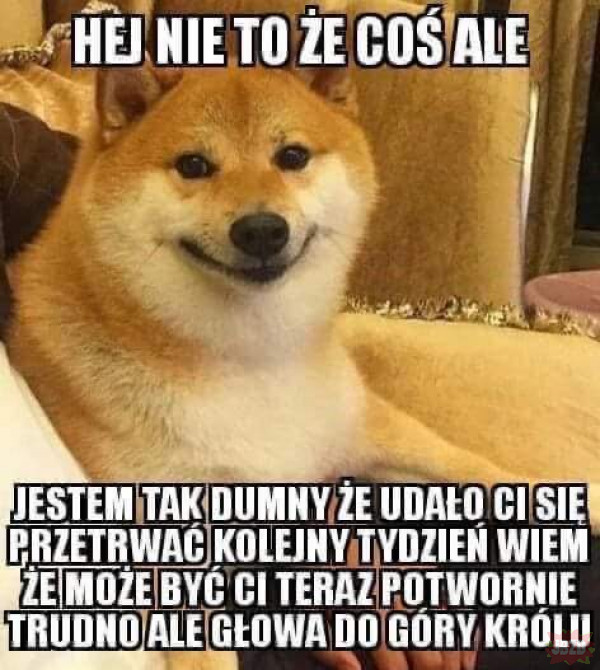 HEJ NIE TO ŻE COŚ ALE
JESTEM TAK DUMNY ŻE UDAŁO CI SIĘ
PRZETRWAĆ KOLEJNY TYDZIEŃ WIEM
ŻE MOŻE BYĆ CI TERAZ POTWORNIE
TRUDNO ALE GŁOWA DO GÓRY KRÓLU